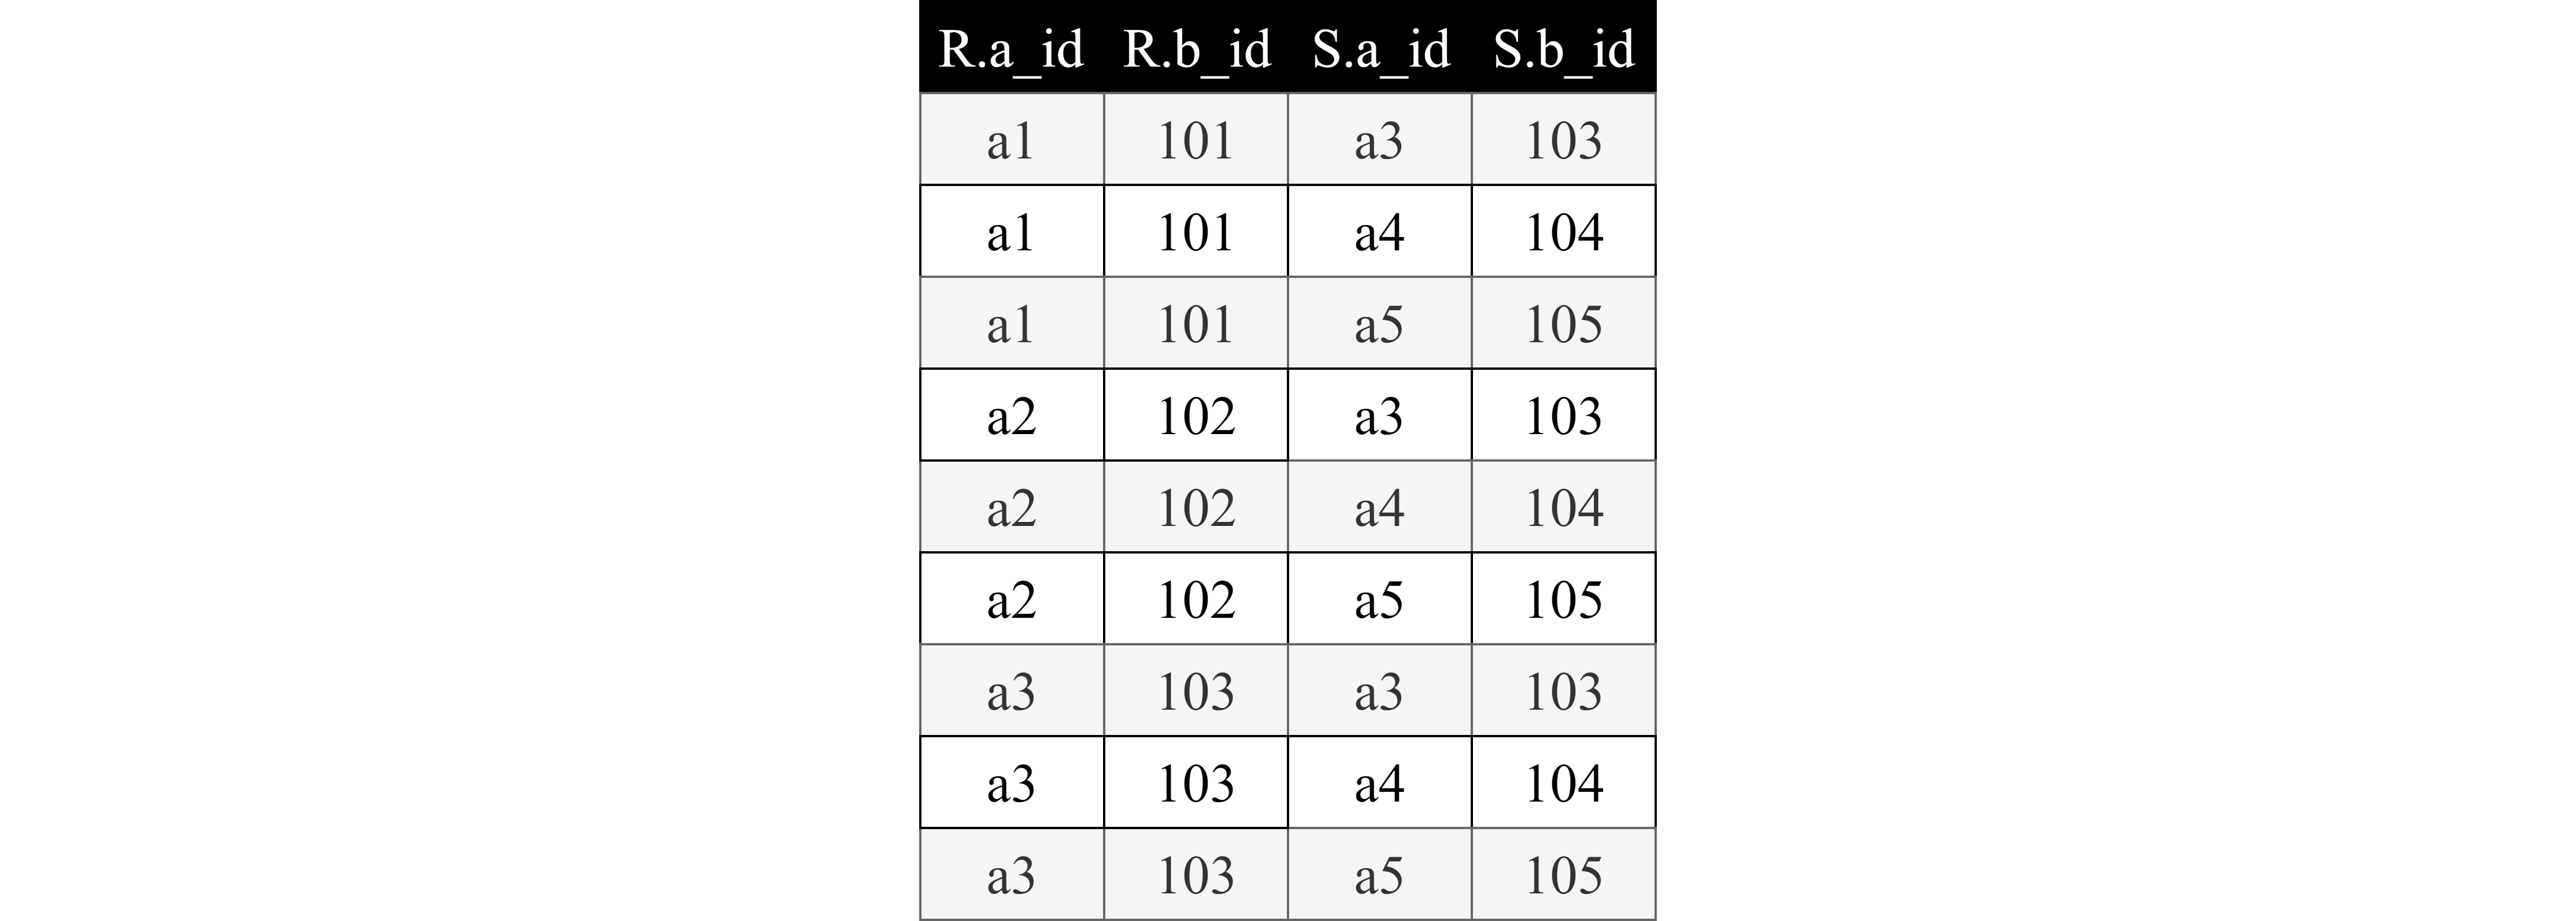 R.a_id R.b_id S.a_id S.b_id
a1 101 a3 103
a1 101 a4 104
a1 101 a5 105
a2 102 a3 103
a2 102 a4 104
a2 102 a5 105
a3 103 a3 103
a3 103 a4 104
a3 103 a5 105